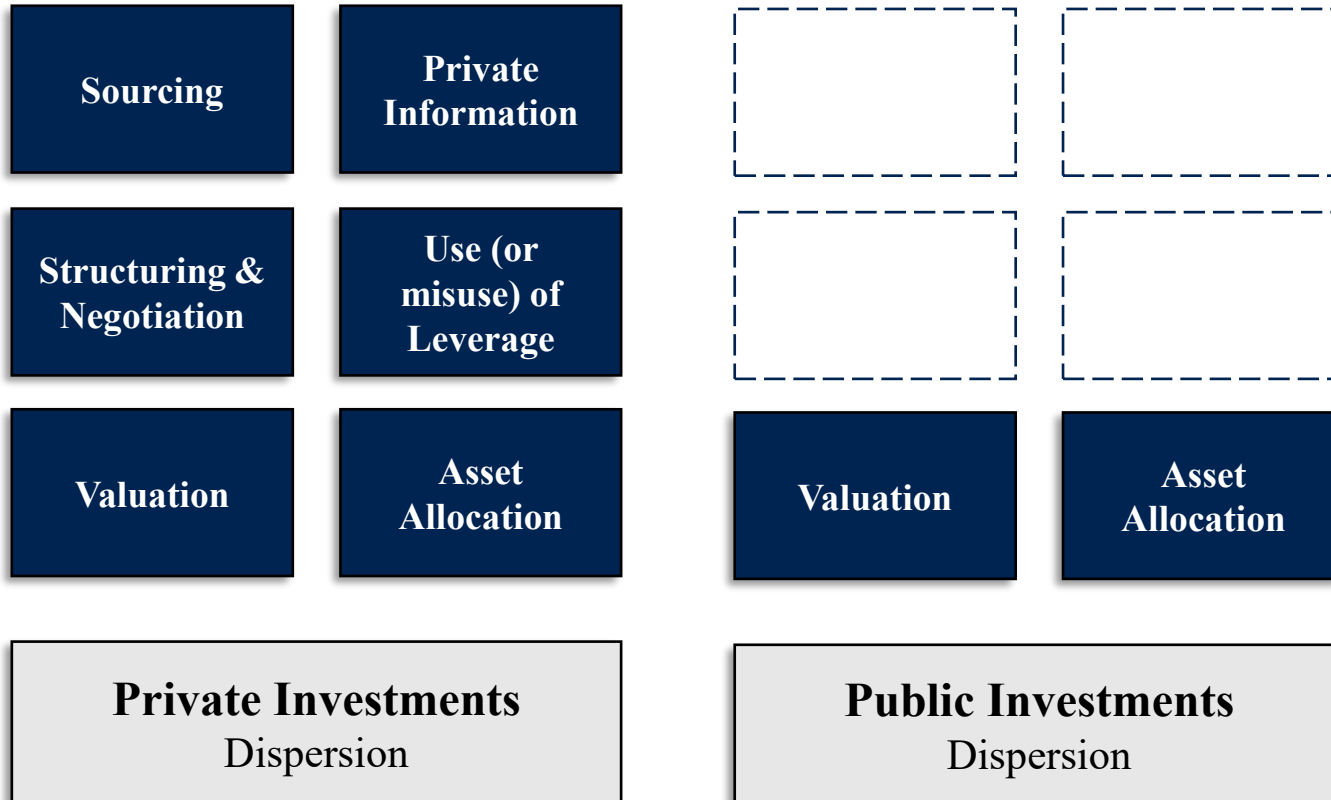 Sourcing
Private
Information
Structuring &
Negotiation
Use (or
misuse) of
Leverage
Valuation
Asset
Allocation
Valuation
Asset
Allocation
Private Investments
Dispersion
Public Investments
Dispersion